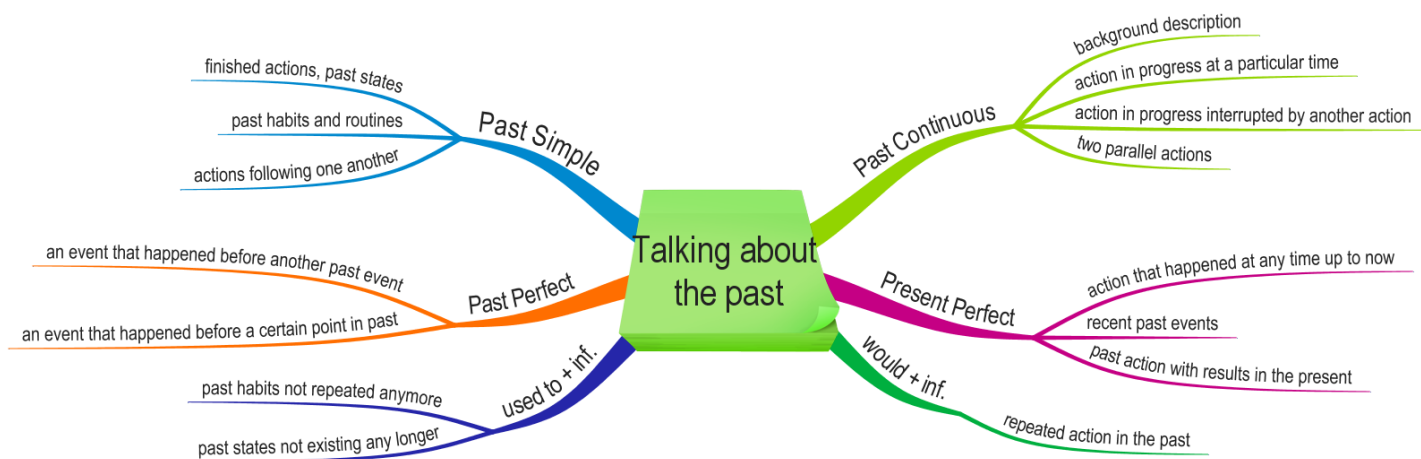 Talking about
the past
Past Simple
finished actions, past states
past habits and routines
actions following one another
Past Perfect
an event that happened before another past event
an event that happened before a certain point in past
used to + inf.
past habits not repeated anymore
past states not existing any longer
Past Continuous
background description
action in progress at a particular time
action in progress interrupted by another action
two parallel actions
Present Perfect
action that happened at any time up to now
recent past events
past action with results in the present
would + inf.
repeated action in the past